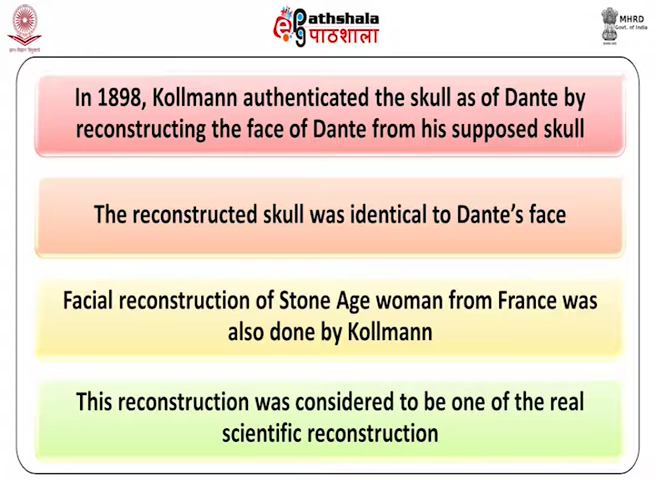 Pathshala
पाठशाला
MHRD
Govt. of India
In 1898, Kollmann authenticated the skull as of Dante by
reconstructing the face of Dante from his supposed skull
The reconstructed skull was identical to Dante's face
Facial reconstruction of Stone Age woman from France was
also done by Kollmann
This reconstruction was considered to be one of the real
scientific reconstruction